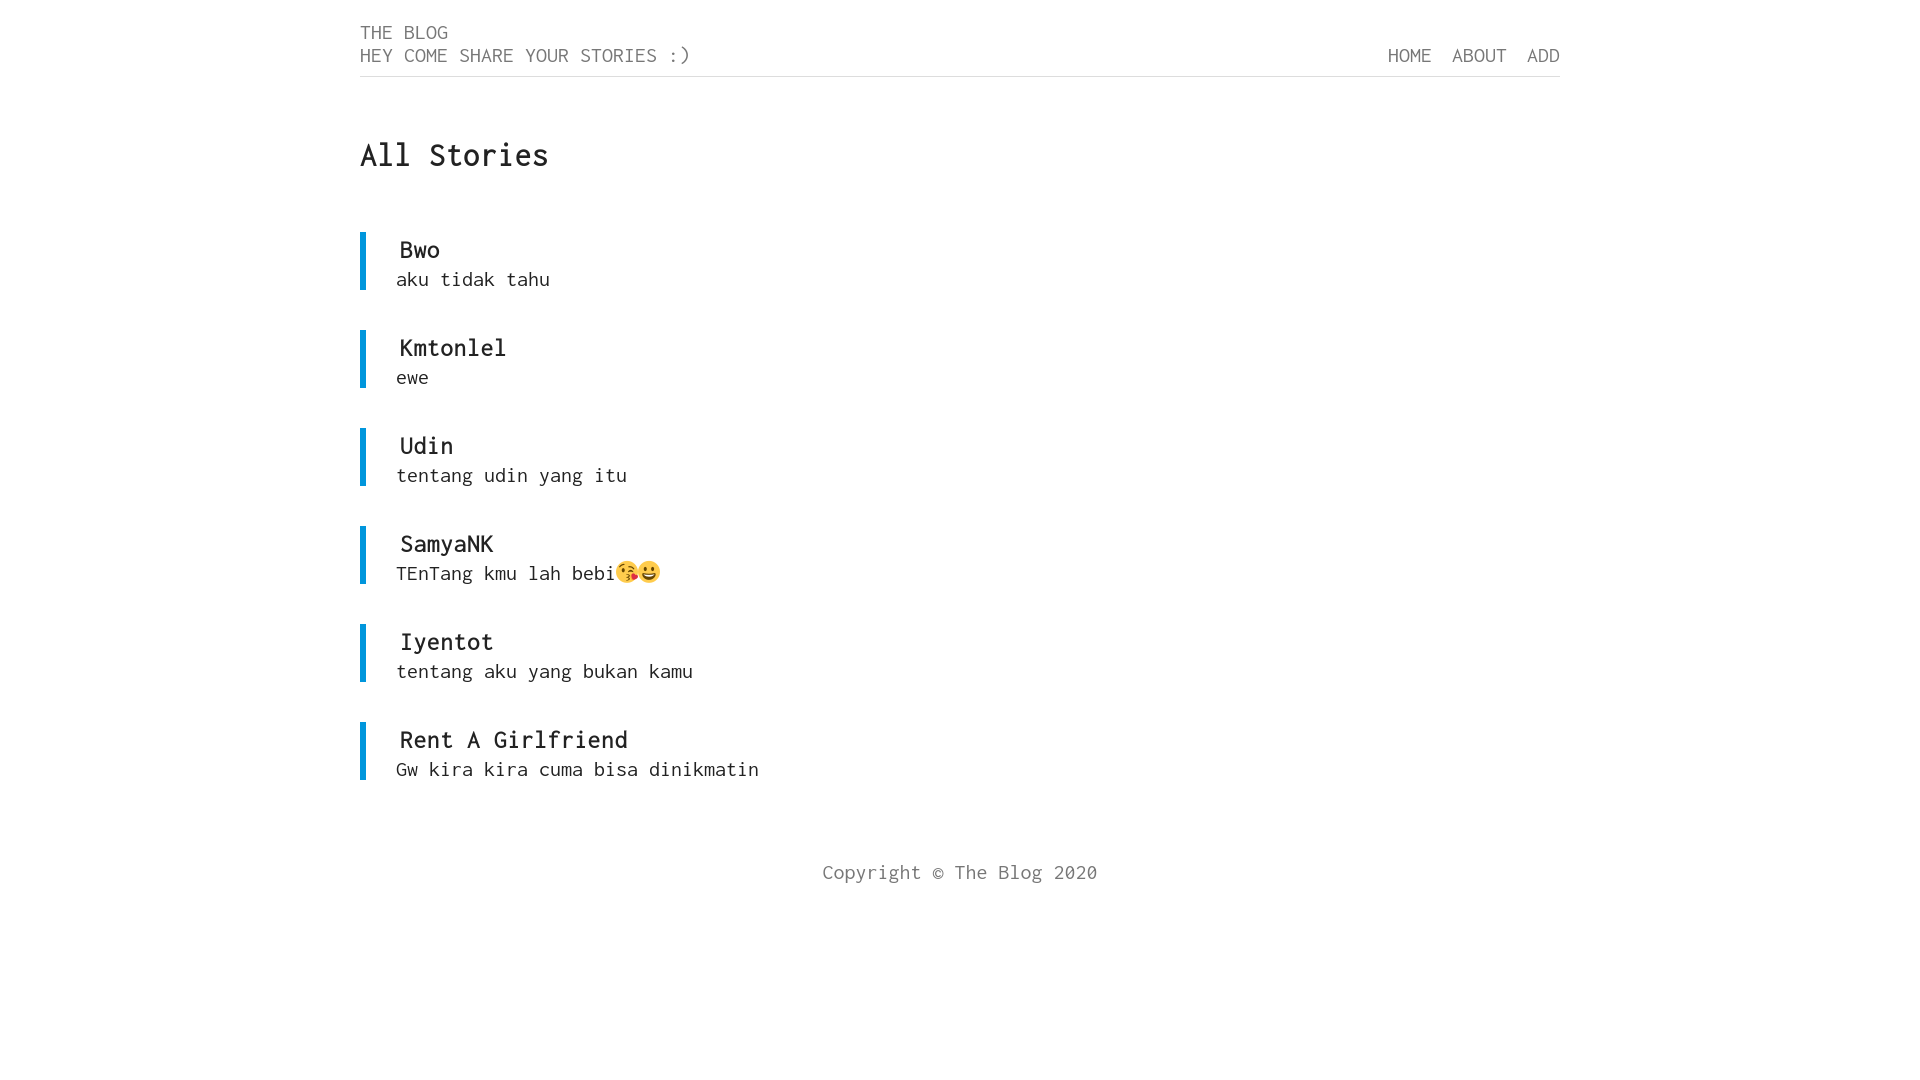 THE BLOG
HEY COME SHARE YOUR STORIES :)
HOME ABOUT ADD
All Stories
Bwo
aku tidak tahu
Kmtonlel
ewe
Udin
tentang udin yang itu
SamyaNK
TEnTang kmu lah bebi😘😃
Iyentot
tentang aku yang bukan kamu
Rent A Girlfriend
Gw kira kira cuma bisa dinikmatin
Copyright © The Blog 2020